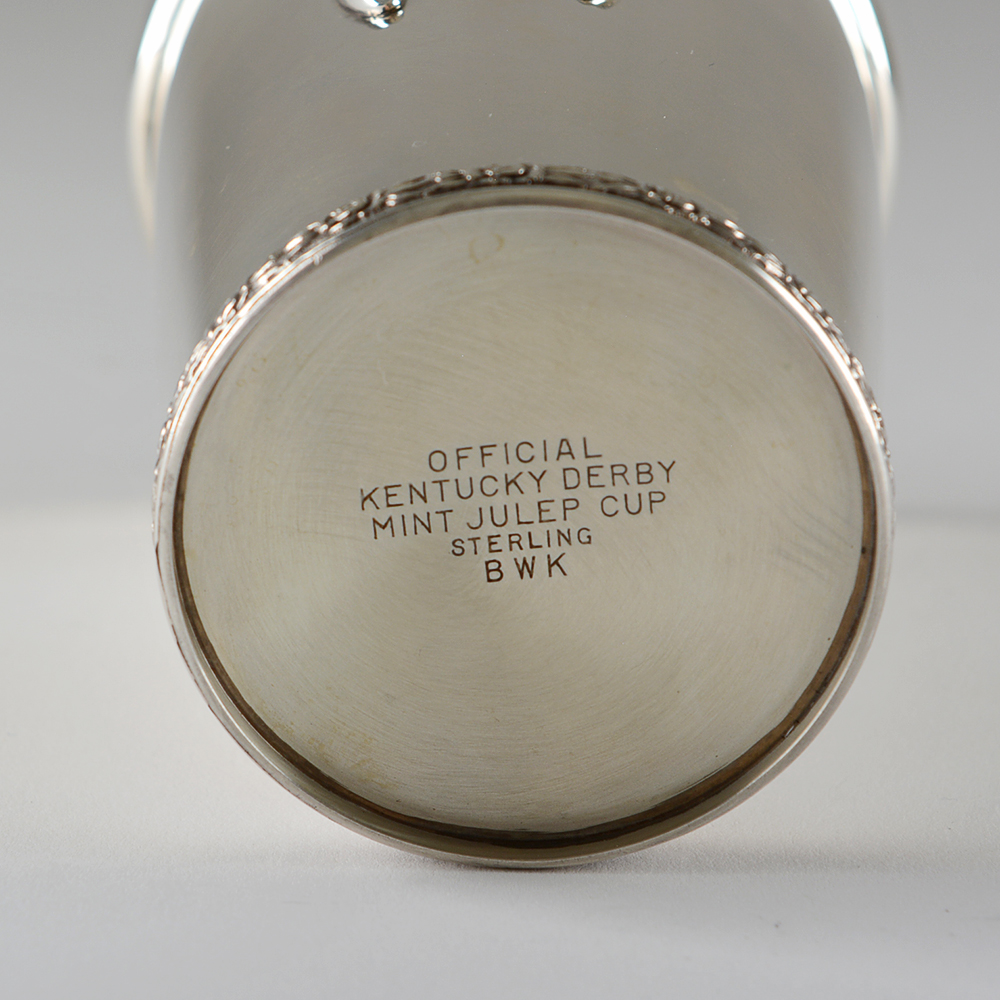 OFFICIAL
KENTUCKY DERBY
MINT JULEP CUP
STERLING
BWK